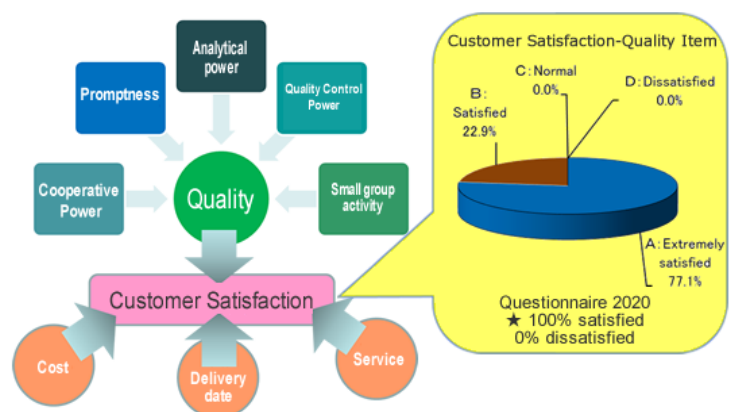 Analytical
power
Promptness
Quality Control
Power
Cooperative
Power
Quality
Small group
activity
Customer Satisfaction
Cost
Delivery
date
Service
Customer Satisfaction-Quality Item
C:Normal
0.0%
D:Dissatisfied
0.0%
B:
Satisfied
22.9%
A:Extremely
satisfied
77.1%
Questionnaire 2020
★ 100% satisfied
0% dissatisfied